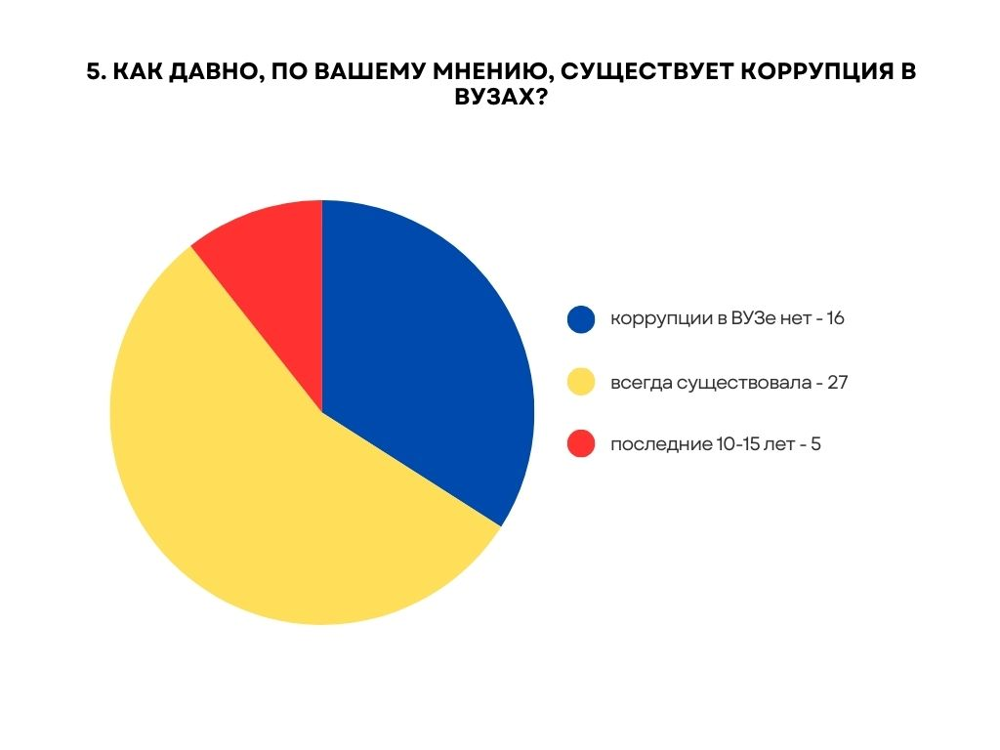 5. КАК ДАВНО, ПО ВАШЕМУ МНЕНИЮ, СУЩЕСТВУЕТ КОРРУПЦИЯ В
ВУЗАХ?
коррупции в ВУЗе нет - 16
всегда существовала - 27
последние 10-15 лет - 5